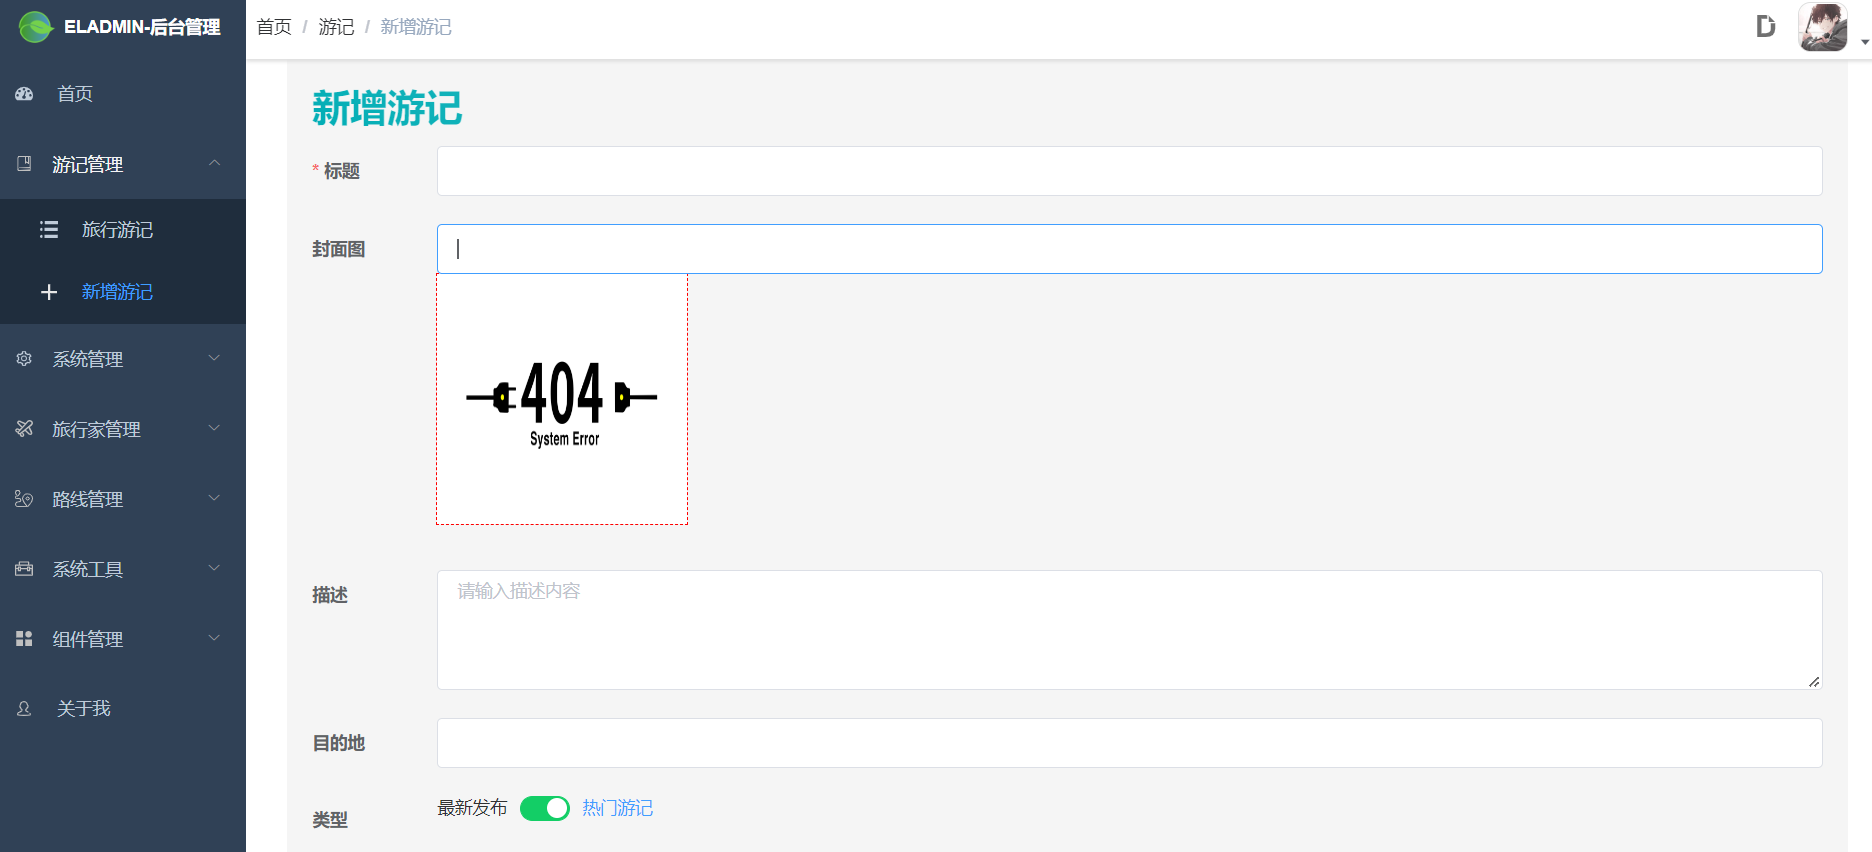 ELADMIN-后台管理
首页 / 游记 / 新增游记
首页
游记管理
旅行游记
新增游记
系统管理
旅行家管理
路线管理
系统工具
组件管理
关于我
新增游记
* 标题
封面图
404
System Error
描述
请输入描述内容
目的地
类型
最新发布 热门游记